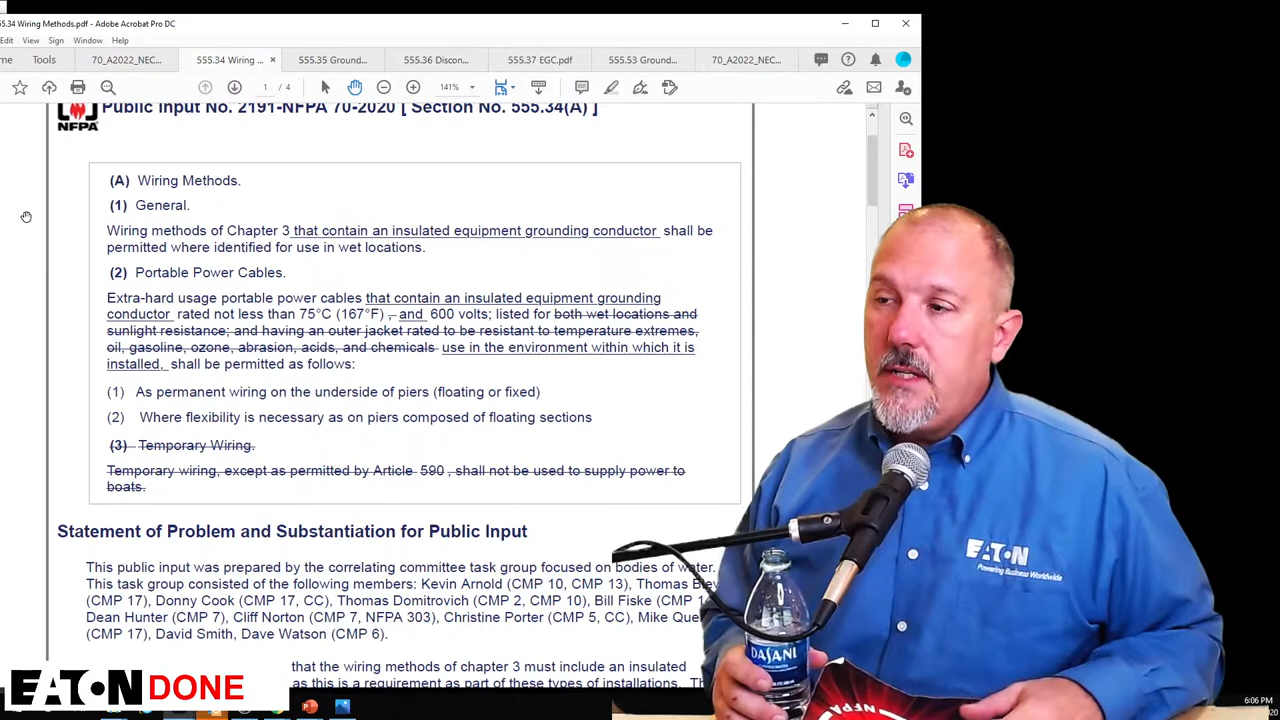 555.34 Wiring Methods.pdf - Adobe Acrobat Pro DC
Edit View Sign Window Help
Tools 70_A2022_NEC... 555.34 Wiring ... × 555.35 Ground... 555.36 Discon... 555.37 EGC.pdf 555.53 Ground... 70_A2022_NEC...
1 / 4 141%
NFPA
Public Input No. 2191-NFPA 70-2020 [ Section No. 555.34(A) ]
(A) Wiring Methods.
(1) General.
Wiring methods of Chapter 3 that contain an insulated equipment grounding conductor shall be
permitted where identified for use in wet locations.
(2) Portable Power Cables.
Extra-hard usage portable power cables that contain an insulated equipment grounding
conductor rated not less than 75°C (167°F) , and 600 volts; listed for both wet locations and
sunlight resistance; and having an outer jacket rated to be resistant to temperature extremes,
oil, gasoline, ozone, abrasion, acids, and chemicals use in the environment within which it is
installed, shall be permitted as follows:
(1) As permanent wiring on the underside of piers (floating or fixed)
(2) Where flexibility is necessary as on piers composed of floating sections
(3) Temporary Wiring.
Temporary wiring, except as permitted by Article 590 , shall not be used to supply power to
boats.
Statement of Problem and Substantiation for Public Input
This public input was prepared by the correlating committee task group focused on bodies of water.
This task group consisted of the following members: Kevin Arnold (CMP 10, CMP 13), Thomas
(CMP 17), Donny Cook (CMP 17, CC), Thomas Domitrovich (CMP 2, CMP 10), Bill Fiske (CMP
Dean Hunter (CMP 7), Cliff Norton (CMP 7, NFPA 303), Christine Porter (CMP 5, CC), Mike
(CMP 17), David Smith, Dave Watson (CMP 6).
that the wiring methods of chapter 3 must include an insulated
as this is a requirement as part of these types of installations.
EATON
Powering Business Worldwide
DASANI
NFPA
EATON DONE
6:06 PM